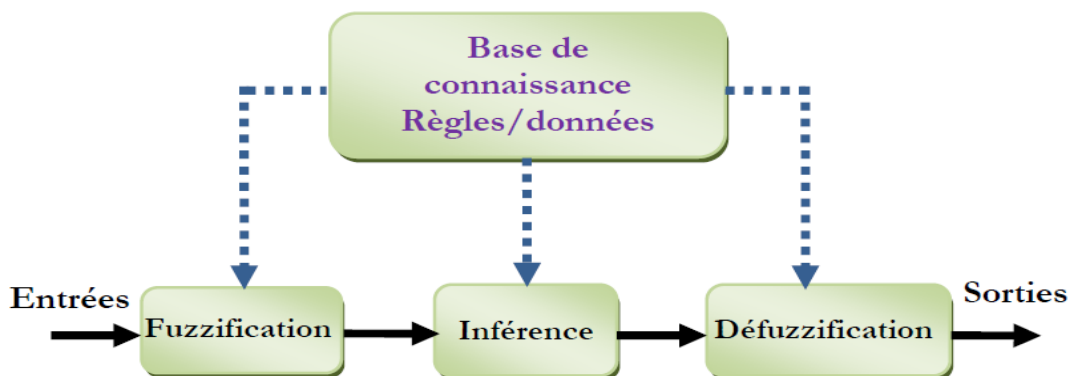 Base de
connaissance
Règles/données
Entrées
Fuzzification
Inférence
Défuzzification
Sorties